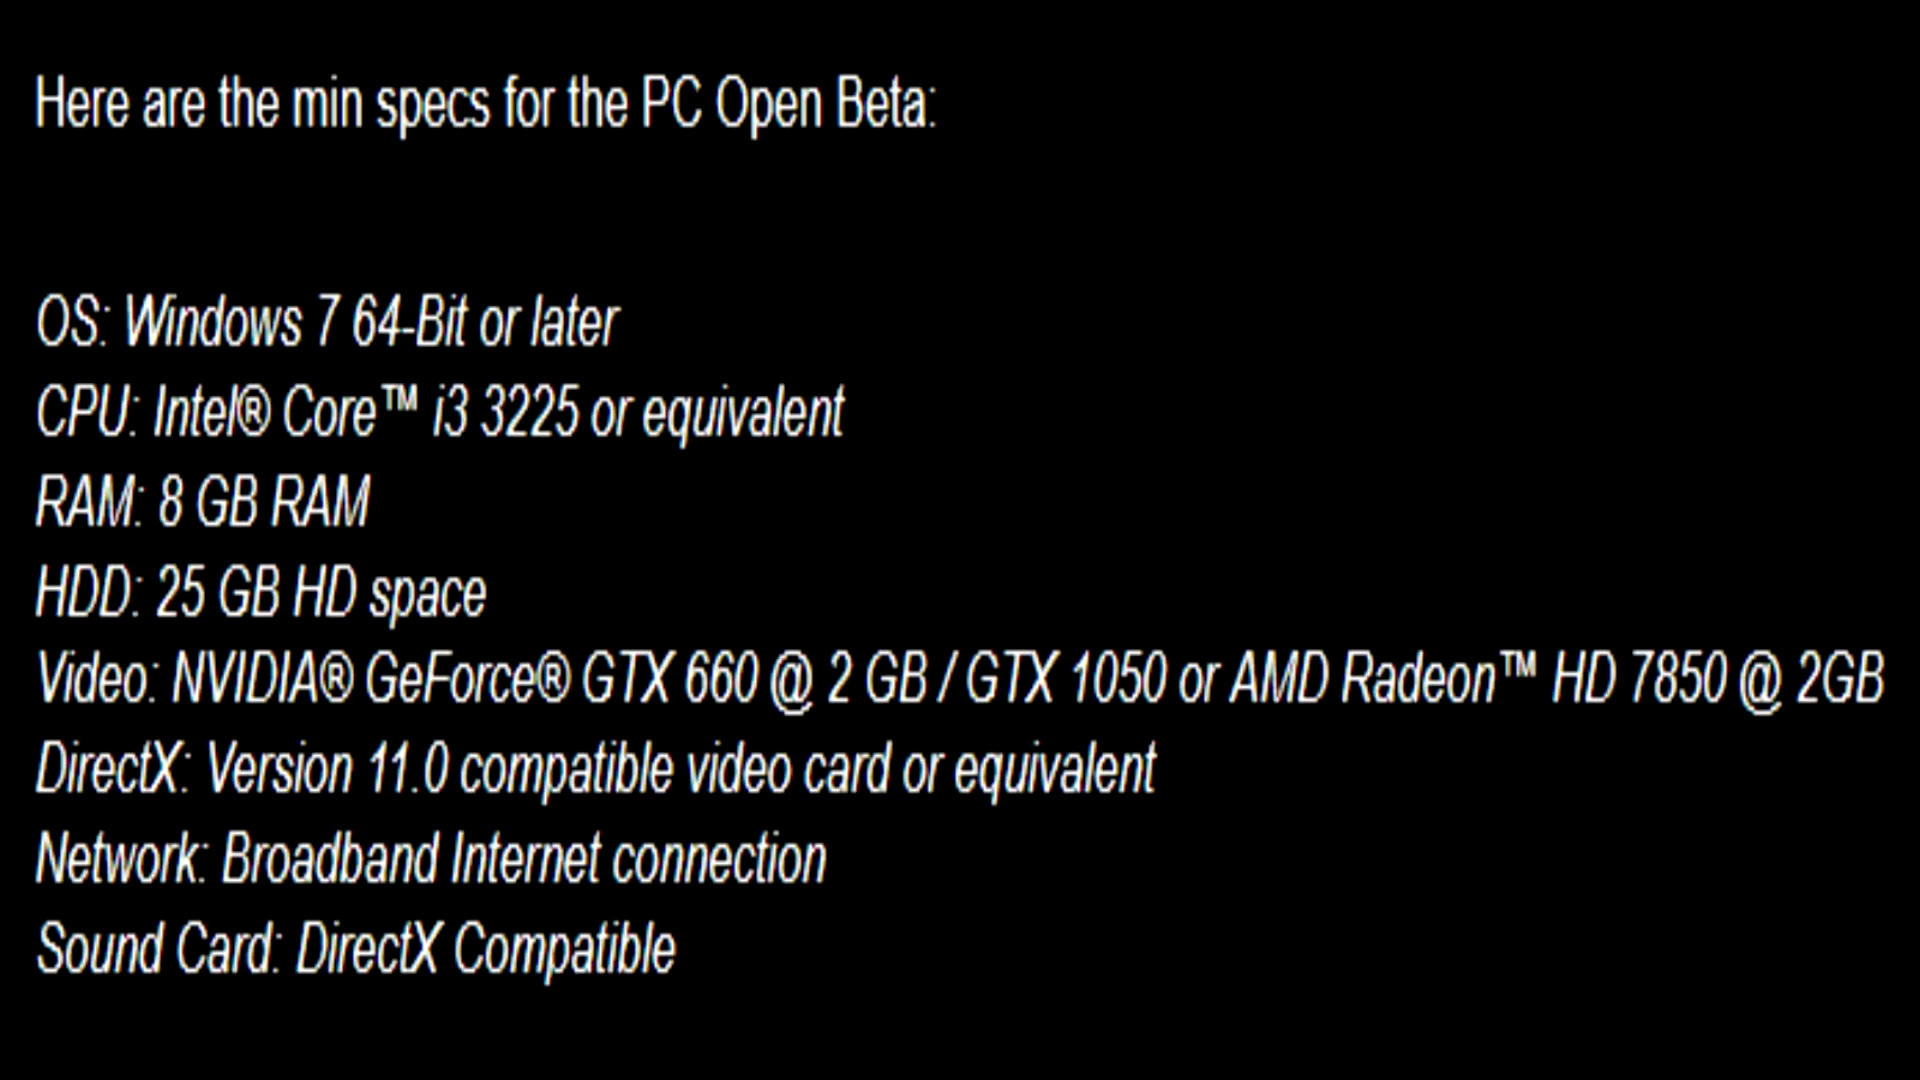 Here are the min specs for the PC Open Beta:
OS: Windows 7 64-Bit or later
CPU: Intel® Core™ i3 3225 or equivalent
RAM: 8 GB RAM
HDD: 25 GB HD space
Video: NVIDIA® GeForce® GTX 660 @ 2 GB / GTX 1050 or AMD Radeon™ HD 7850 @ 2GB
DirectX: Version 11.0 compatible video card or equivalent
Network: Broadband Internet connection
Sound Card: DirectX Compatible